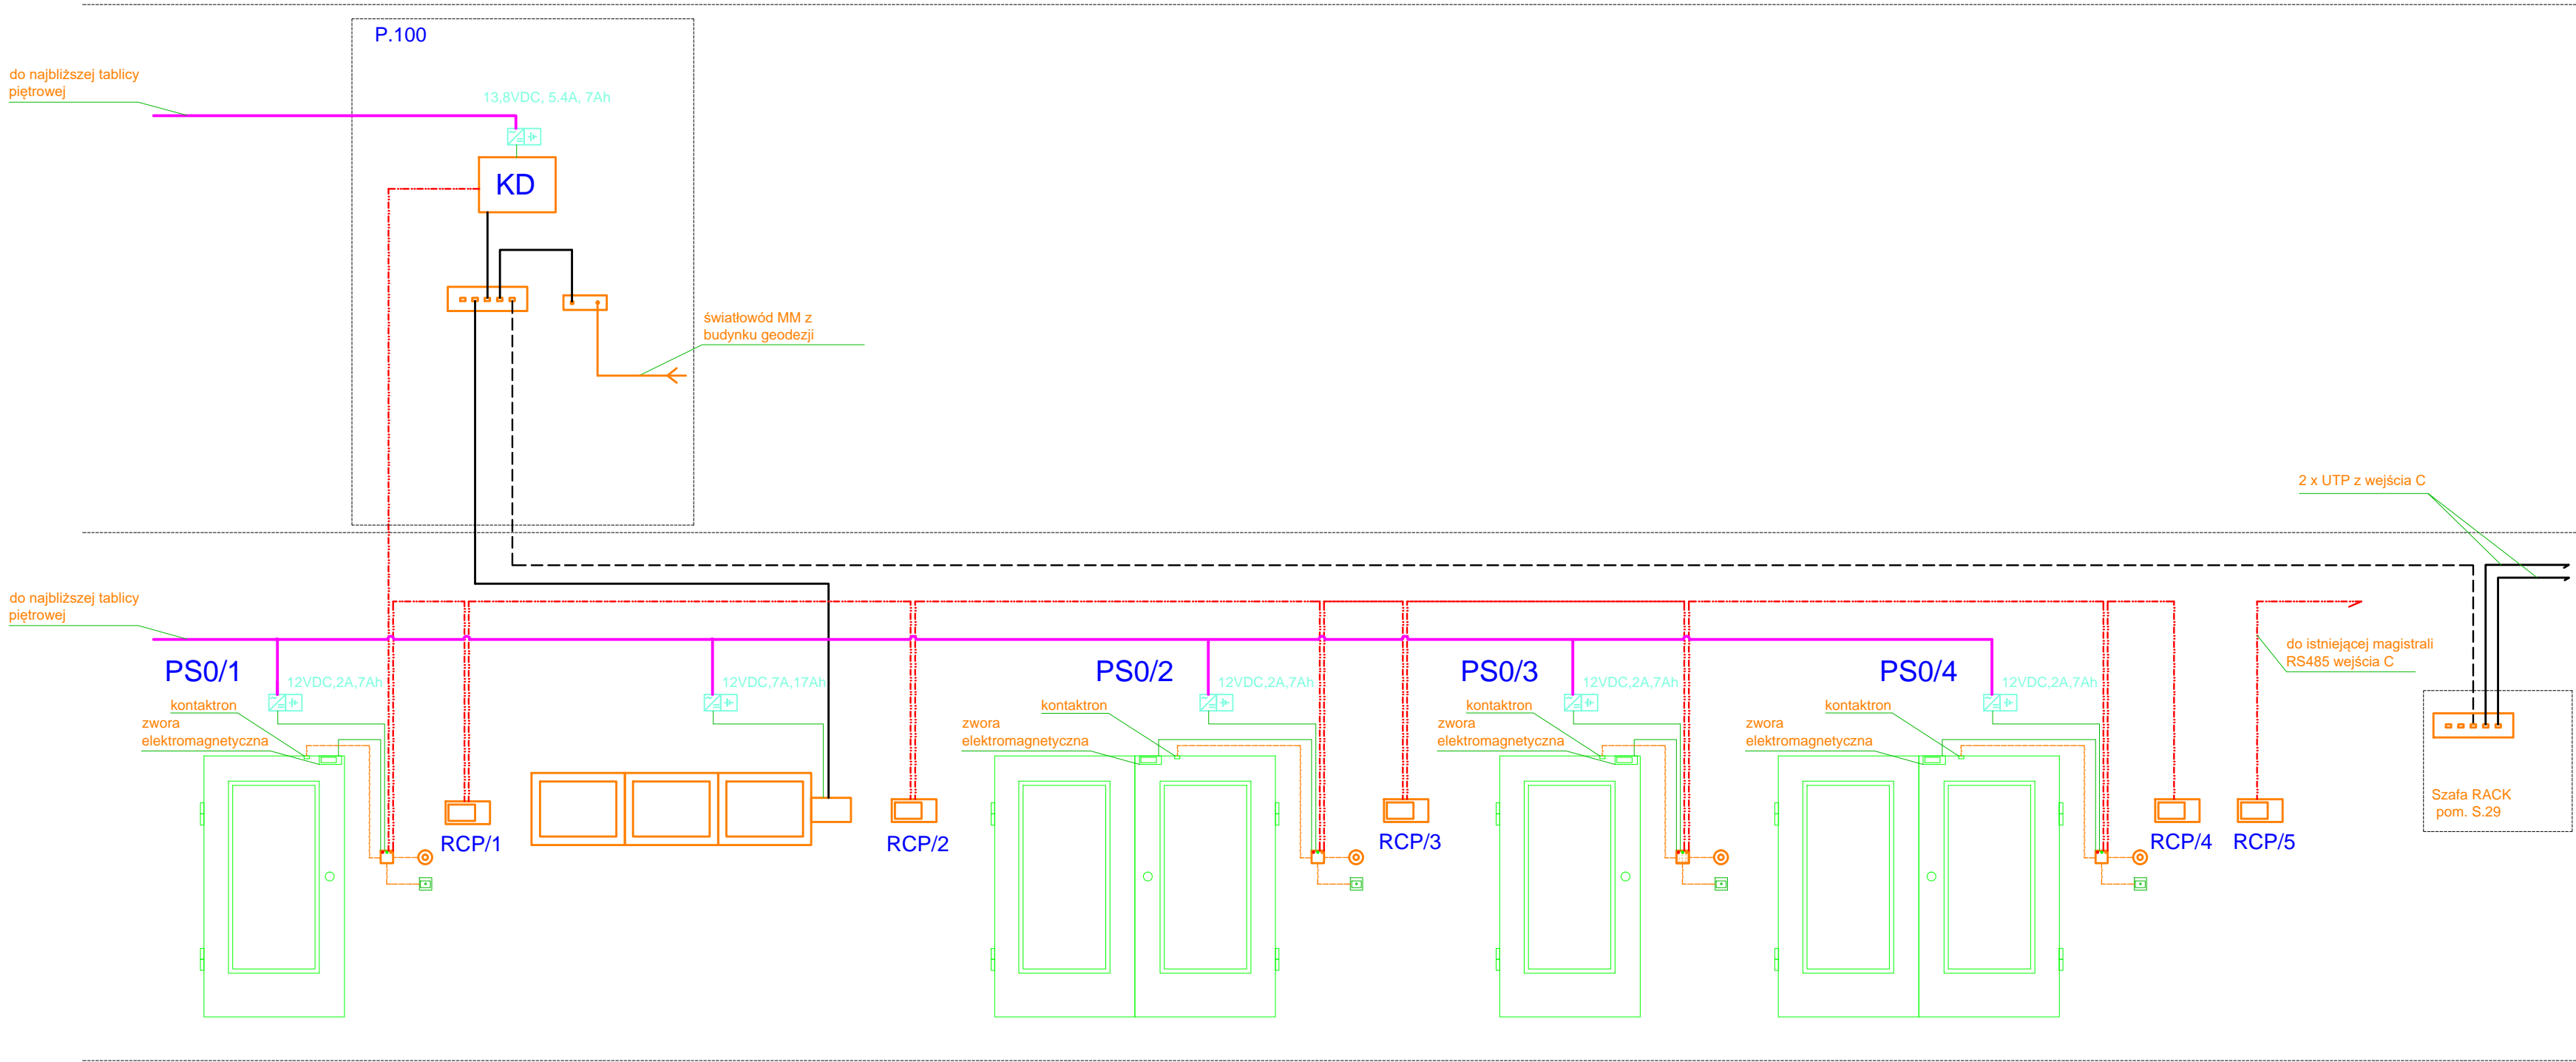 P.100
do najbliższej tablicy
piętrowej
13,8VDC, 5.4A, 7Ah
KD
światłowód MM z
budynku geodezji
2 x UTP z wejścia C
do najbliższej tablicy
piętrowej
do istniejącej magistrali
RS485 wejścia C
PS0/1
12VDC,2A,7Ah
kontaktron
zwora
elektromagnetyczna
RCP/1
12VDC,7A,17Ah
RCP/2
PS0/2
12VDC,2A,7Ah
kontaktron
zwora
elektromagnetyczna
RCP/3
PS0/3
12VDC,2A,7Ah
kontaktron
zwora
elektromagnetyczna
PS0/4
12VDC,2A,7Ah
kontaktron
zwora
elektromagnetyczna
RCP/4
RCP/5
Szafa RACK
pom. S.29